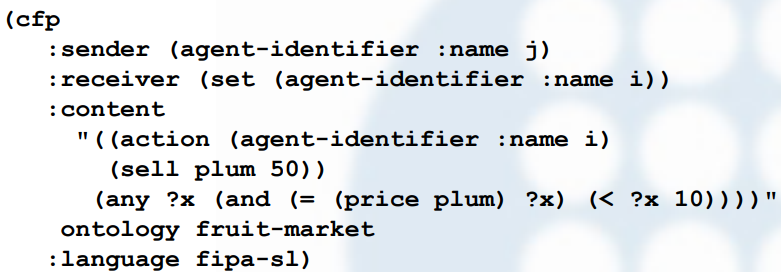 (cfp
:sender (agent-identifier :name j)
:receiver (set (agent-identifier :name i))
:content
"((action (agent-identifier :name i)
(sell plum 50))
(any ?x (and (= (price plum) ?x) (< ?x 10))))"
ontology fruit-market
:language fipa-sl)